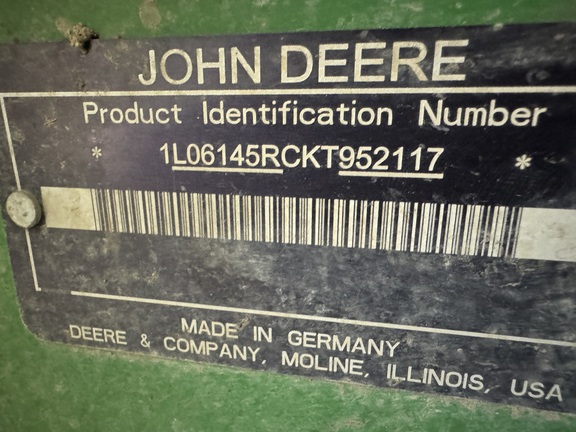 JOHN DEERE
Product Identification Number
* 1L06145RCKT952117 *
MADE IN GERMANY
DEERE & COMPANY, MOLINE, ILLINOIS, USA